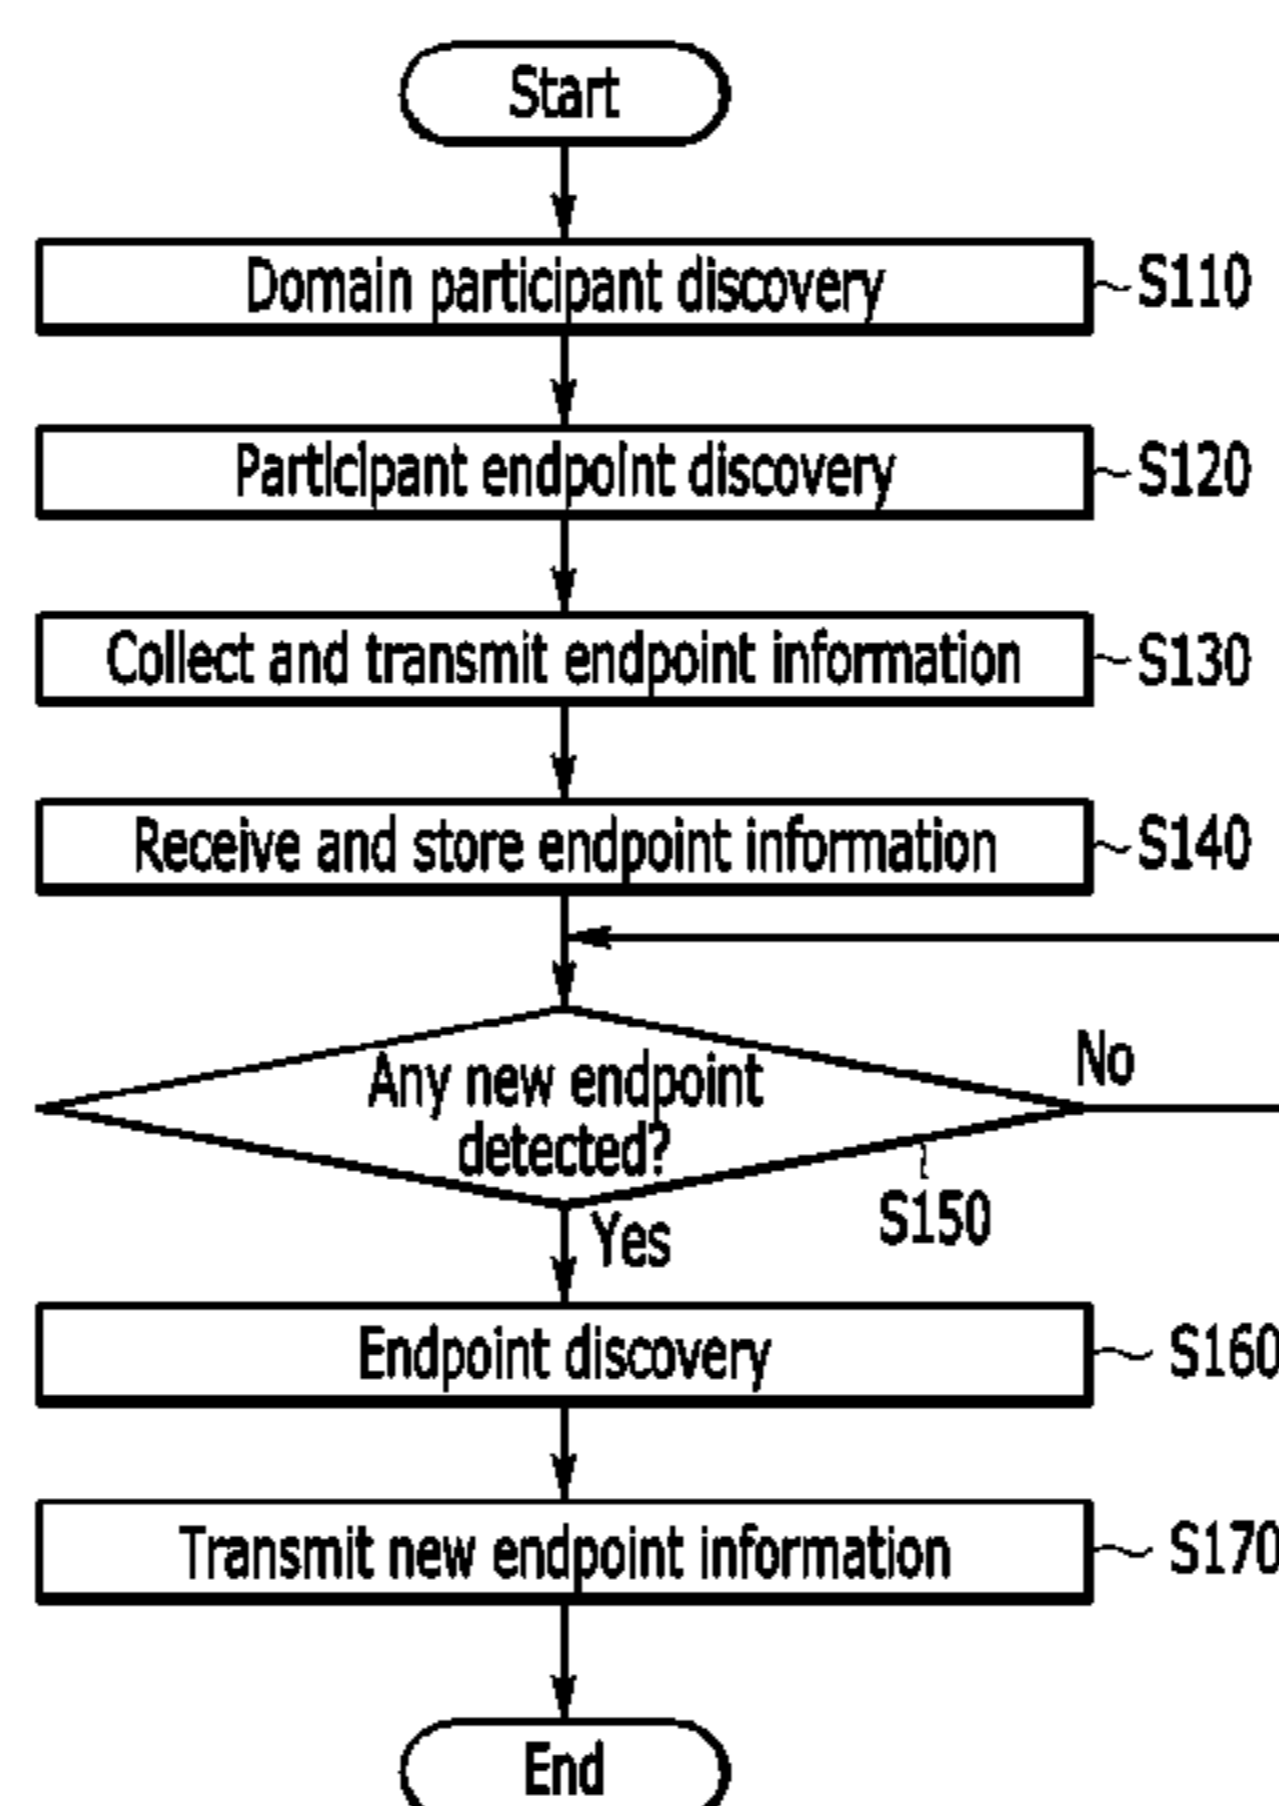 Start
Domain participant discovery
S110
Participant endpoint discovery
S120
Collect and transmit endpoint information
S130
Receive and store endpoint information
S140
Any new endpoint
detected?
No
S150
Yes
Endpoint discovery
S160
Transmit new endpoint information
S170
End